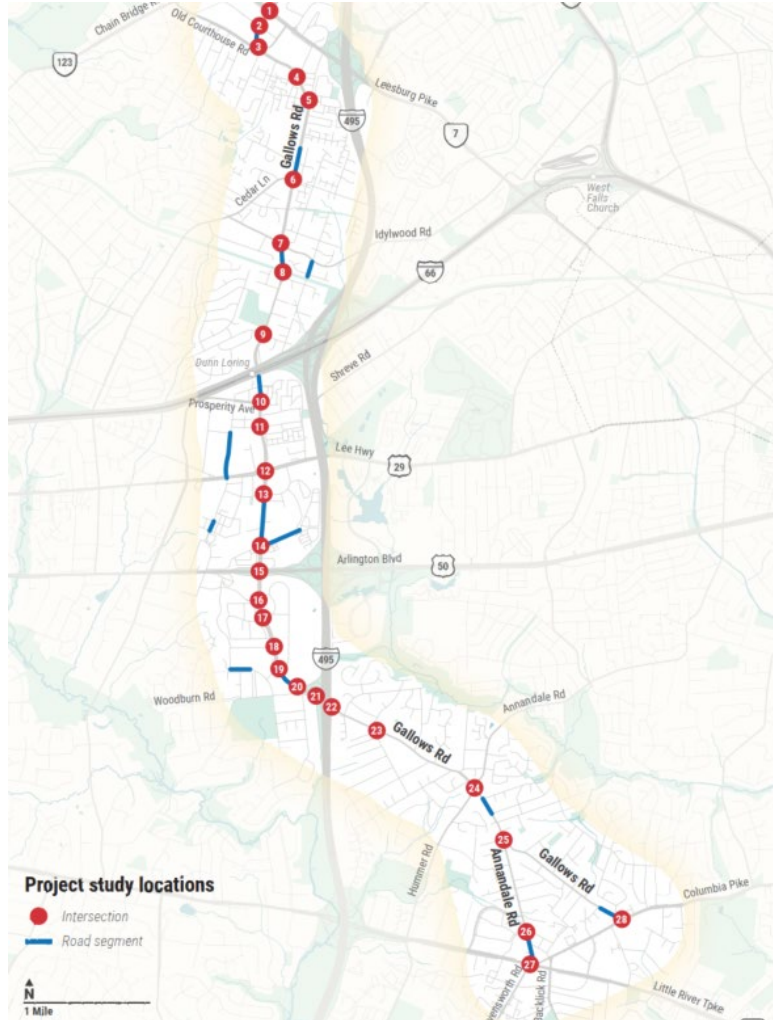 1
Chain Bridge
2
Old Courthouse Rd
3
123
4
Leesburg Pike
5
495
Gallows Rd
7
6
Cedar Ln
West
Falls
Church
Idylwood Rd
7
8
66
9
Dunn Loring
Shreve Rd
10
Prosperity Ave
11
Lee Hwy
29
12
13
14
Arlington Blvd
50
15
16
17
18
495
19
20
21
22
Woodburn Rd
Annandale Rd
23
Gallows Rd
24
25
Hummer Rd
Annandale Rd
Gallows Rd
Columbia Pike
28
Project study locations
Intersection
Road segment
26
27
Backlick Rd
Little River Tpke
N
1 Mile